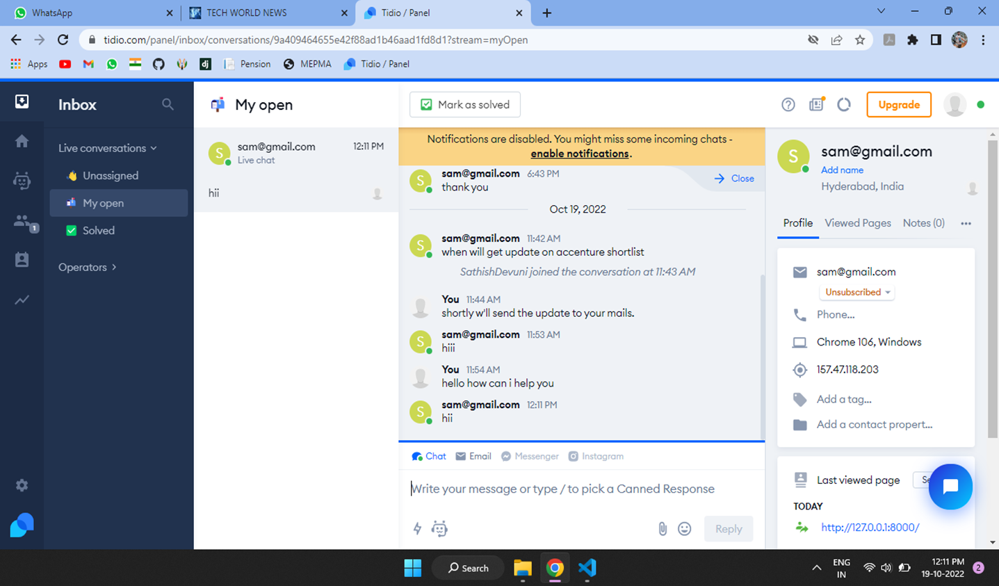 WhatsApp
TECH WORLD NEWS
Tidio / Panel
tidio.com/panel/inbox/conversations/9a409464655e42f88ad1b46aad1fd8d1?stream=myOpen
Apps
dj
Pension
MEPMA
Tidio / Panel
Inbox
Live conversations
Unassigned
My open
Solved
Operators
1
My open
S
sam@gmail.com
12:11 PM
Live chat
hii
Mark as solved
Upgrade
Notifications are disabled. You might miss some incoming chats -
enable notifications.
S
sam@gmail.com 6:43 PM
thank you
Close
Oct 19, 2022
S
sam@gmail.com 11:42 AM
when will get update on accenture shortlist
SathishDevuni joined the conversation at 11:43 AM
You 11:44 AM
shortly w'll send the update to your mails.
S
sam@gmail.com 11:53 AM
hiii
You 11:54 AM
hello how can i help you
S
sam@gmail.com 12:11 PM
hii
Chat
Email
Messenger
Instagram
Write your message or type / to pick a Canned Response
Reply
S
sam@gmail.com
Add name
Hyderabad, India
Profile
Viewed Pages
Notes (0)
sam@gmail.com
Unsubscribed
Phone...
Chrome 106, Windows
157.47.118.203
Add a tag...
Add a contact propert...
Last viewed page
Se
TODAY
http://127.0.0.1:8000/
Search
ENG
IN
12:11 PM
19-10-2022
2